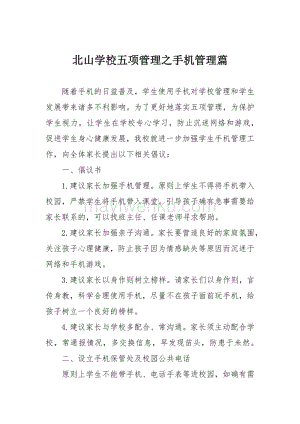 北山学校五项管理之手机管理篇
随着手机的日益普及，学生使用手机对学校管理和学生
发展带来诸多不利影响。为了更好地落实五项管理，为保护
学生视力，让学生在学校专心学习，防止沉迷网络和游戏，
促进学生身心健康发展，我校就进一步加强学生手机管理工
作，向全体家长提出以下相关倡议：
一、倡议书
1.建议家长加强手机管理。原则上学生不得将手机带入
校园，严禁学生将手机带入课堂。引导孩子确有急事需要给
家长联系的，可以找班主任、任课老师寻求帮助。
2.建议家长加强亲子沟通。家长要营造良好的家庭氛围，
关注孩子心理健康，防止孩子因为情感缺失等原因而沉迷于
网络和手机游戏。
3.建议家长以身作则树立榜样。请家长们以身作则，言
传身教，科学合理使用手机，尽量不在孩子面前玩手机，给
孩子树立一个良好的榜样。
4.建议家长与学校多配合、常沟通。家长须主动配合学
校，常通报情况，多交换信息，早发现苗头，防患于未然。
二、设立手机保管处及校园公共电话
原则上学生不能带手机、电话手表等进校园，如确有需